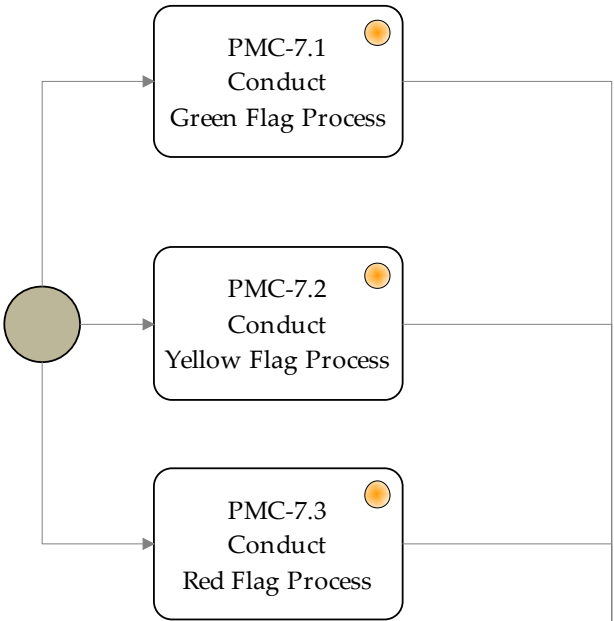 PMC-7.1
Conduct
Green Flag Process
PMC-7.2
Conduct
Yellow Flag Process
PMC-7.3
Conduct
Red Flag Process